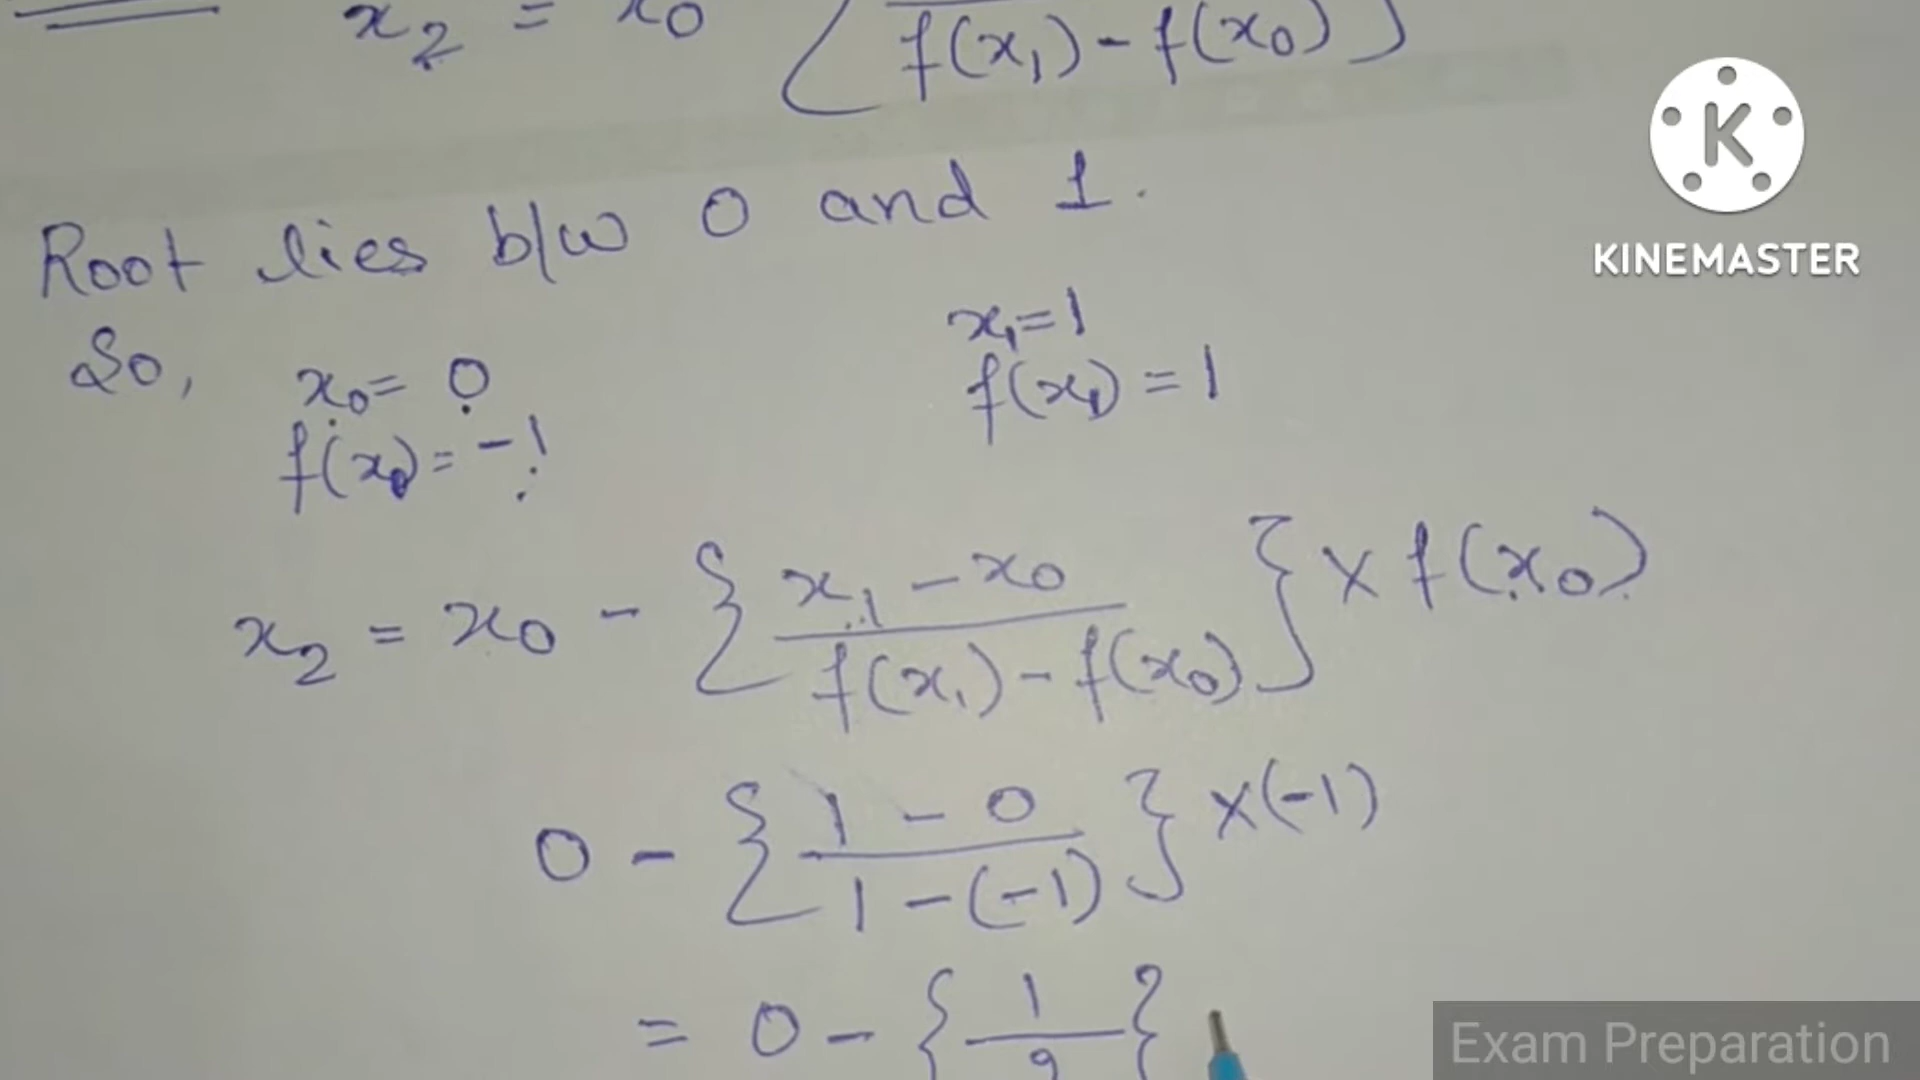 x₂ = x₀
f(x₁) - f(x₀)
Root lies b/w 0 and 1.
So, x₀ = 0 x₁ = 1
f(x₀) = -1 f(x₁) = 1
x₂ = x₀ - { (x₁ - x₀) / (f(x₁) - f(x₀)) } × f(x₀)
0 - { (1 - 0) / (1 - (-1)) } × (-1)
= 0 - { 1 / 2 }
K
KINEMASTER
Exam Preparation